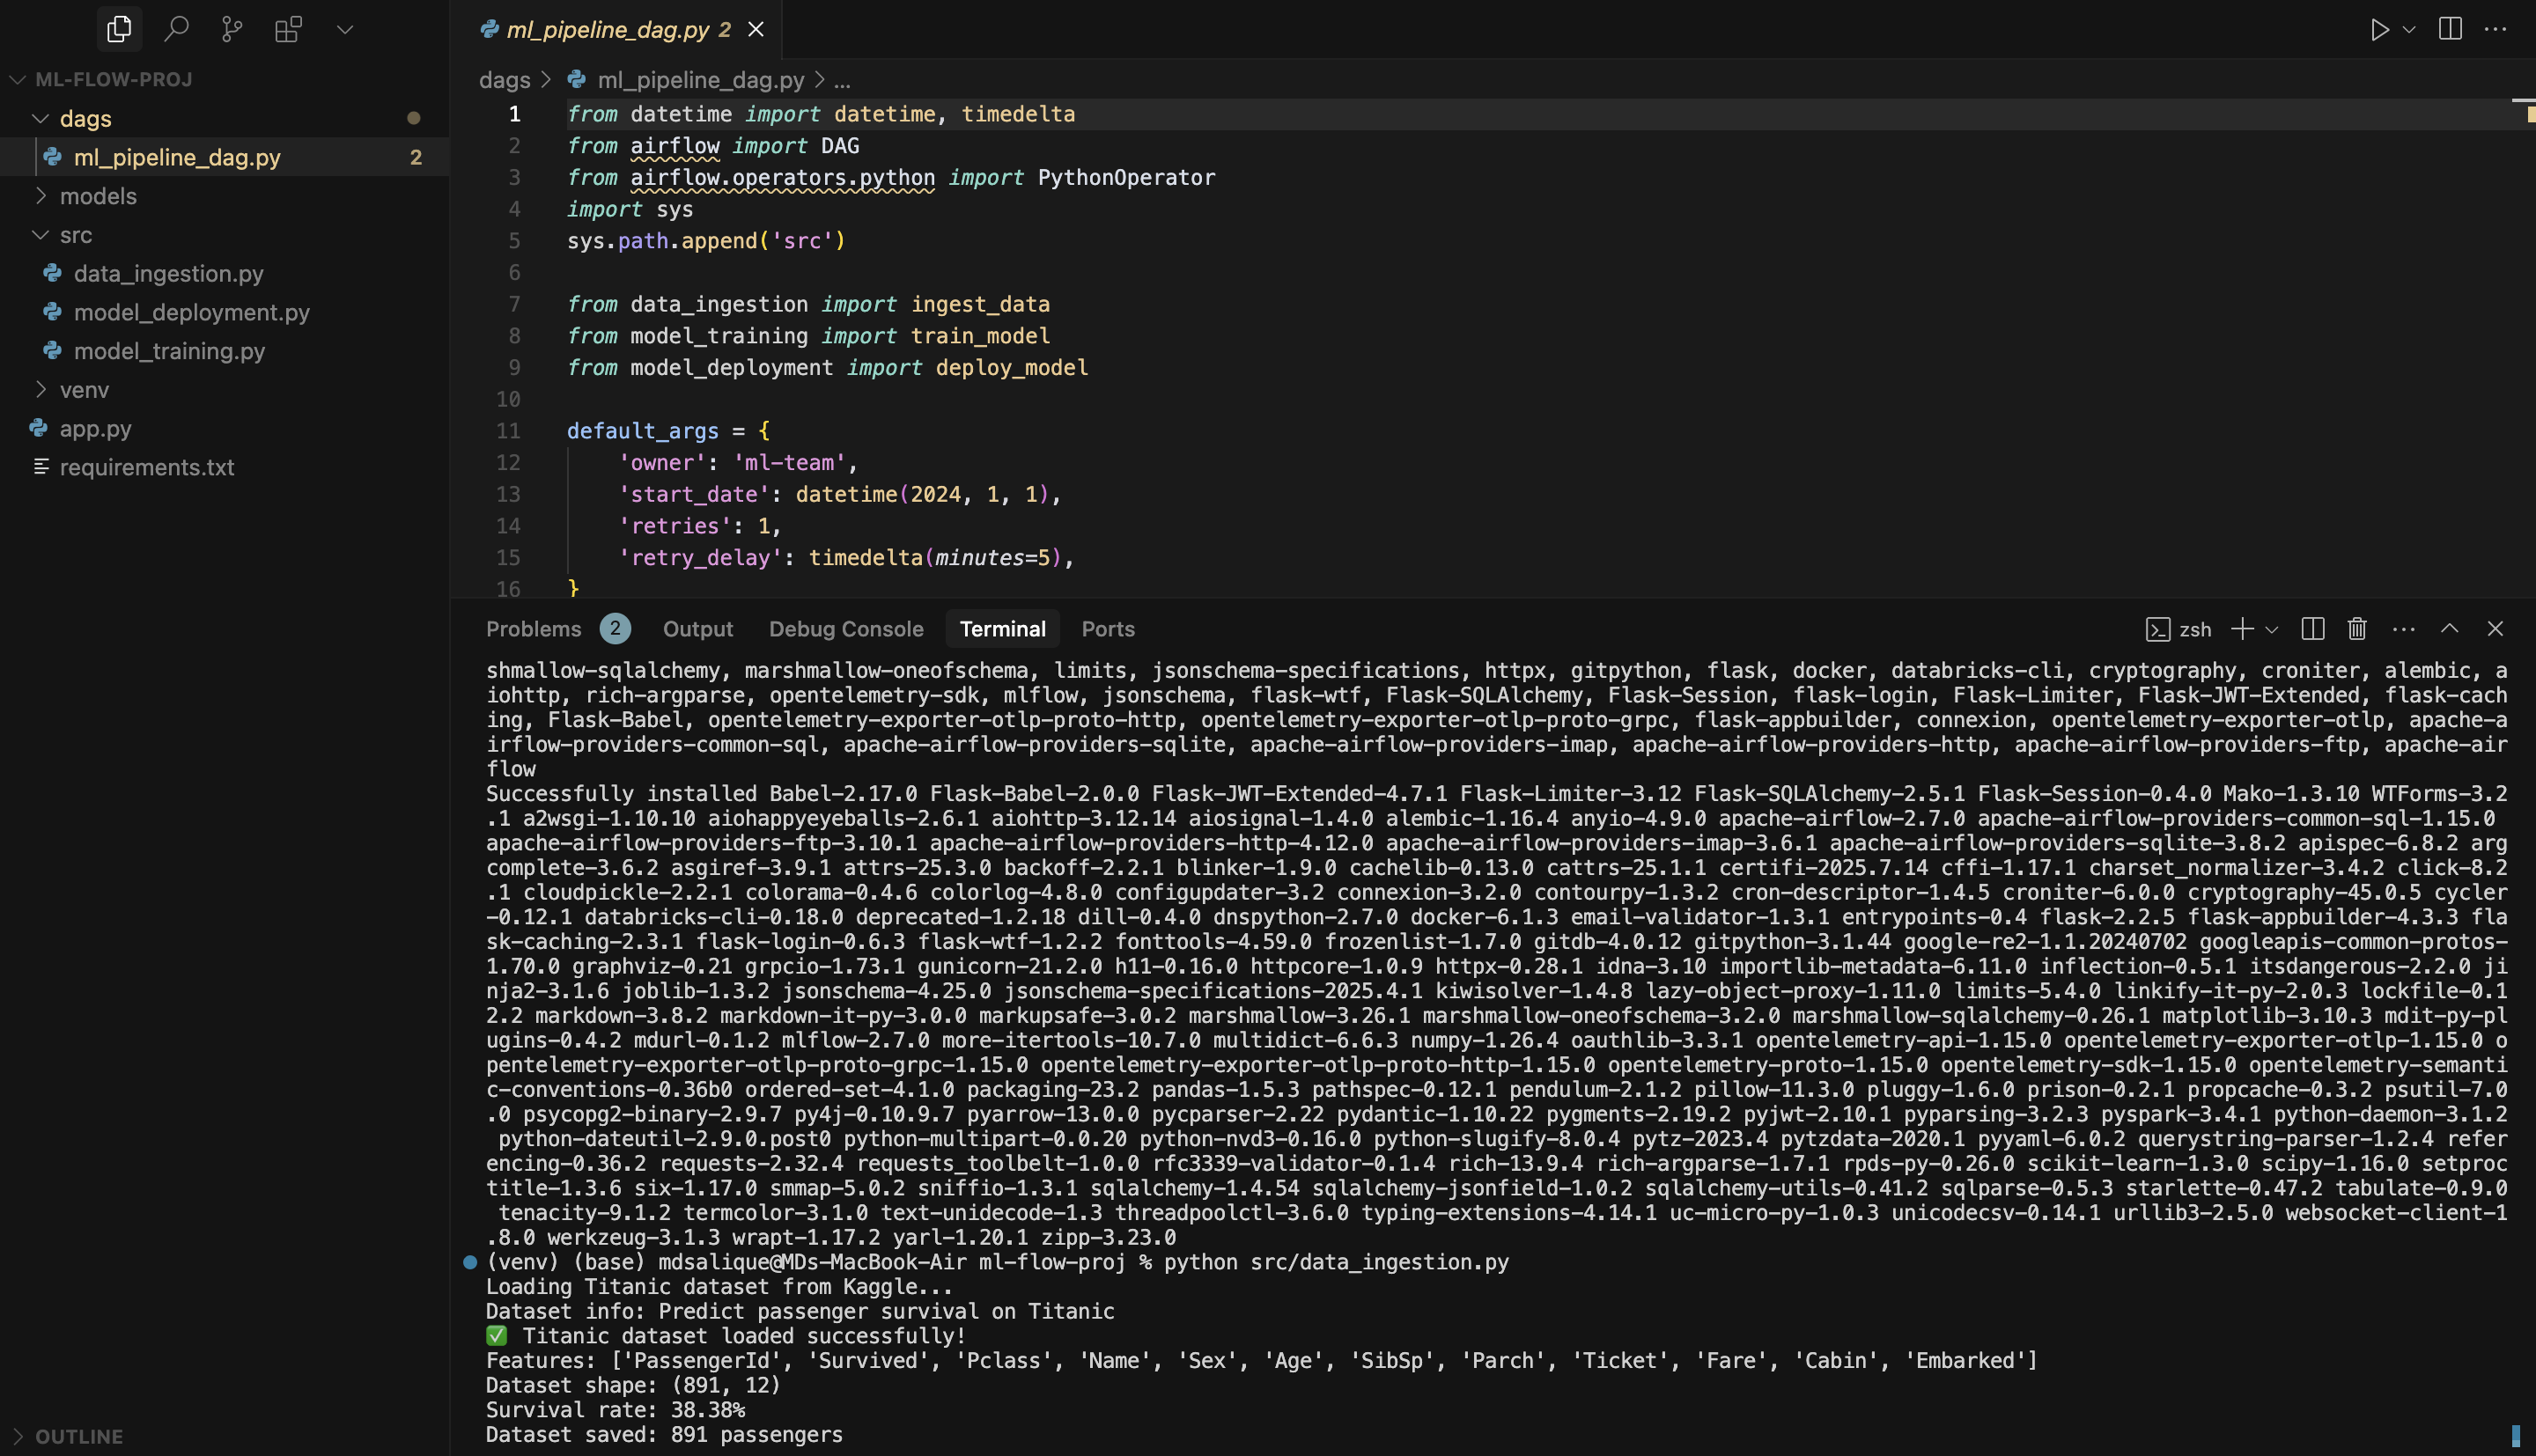 ML-FLOW-PROJ
dags
ml_pipeline_dag.py 2
models
src
data_ingestion.py
model_deployment.py
model_training.py
venv
app.py
requirements.txt
OUTLINE
ml_pipeline_dag.py 2
dags > ml_pipeline_dag.py > ...
1 from datetime import datetime, timedelta
2 from airflow import DAG
3 from airflow.operators.python import PythonOperator
4 import sys
5 sys.path.append('src')
6
7 from data_ingestion import ingest_data
8 from model_training import train_model
9 from model_deployment import deploy_model
10
11 default_args = {
12 'owner': 'ml-team',
13 'start_date': datetime(2024, 1, 1),
14 'retries': 1,
15 'retry_delay': timedelta(minutes=5),
16 }
Problems 2 Output Debug Console Terminal Ports zsh
shmallow-sqlalchemy, marshmallow-oneofschema, limits, jsonschema-specifications, httpx, gitpython, flask, docker, databricks-cli, cryptography, croniter, alembic, a
iohttp, rich-argparse, opentelemetry-sdk, mlflow, jsonschema, flask-wtf, Flask-SQLAlchemy, Flask-Session, flask-login, Flask-Limiter, Flask-JWT-Extended, flask-cach
ing, Flask-Babel, opentelemetry-exporter-otlp-proto-http, opentelemetry-exporter-otlp-proto-grpc, flask-appbuilder, connexion, opentelemetry-exporter-otlp, apache-a
irflow-providers-common-sql, apache-airflow-providers-sqlite, apache-airflow-providers-imap, apache-airflow-providers-http, apache-airflow-providers-ftp, apache-air
flow
Successfully installed Babel-2.17.0 Flask-Babel-2.0.0 Flask-JWT-Extended-4.7.1 Flask-Limiter-3.12 Flask-SQLAlchemy-2.5.1 Flask-Session-0.4.0 Mako-1.3.10 WTForms-3.2
.1 a2wsgi-1.10.10 aiohappyeyeballs-2.6.1 aiohttp-3.12.14 aiosignal-1.4.0 alembic-1.16.4 anyio-4.9.0 apache-airflow-2.7.0 apache-airflow-providers-common-sql-1.15.0
apache-airflow-providers-ftp-3.10.1 apache-airflow-providers-http-4.12.0 apache-airflow-providers-imap-3.6.1 apache-airflow-providers-sqlite-3.8.2 apispec-6.8.2 arg
complete-3.6.2 asgiref-3.9.1 attrs-25.3.0 backoff-2.2.1 blinker-1.9.0 cachelib-0.13.0 cattrs-25.1.1 certifi-2025.7.14 cffi-1.17.1 charset_normalizer-3.4.2 click-8.2
.1 cloudpickle-2.2.1 colorama-0.4.6 colorlog-4.8.0 configupdater-3.2 connexion-3.2.0 contourpy-1.3.2 cron-descriptor-1.4.5 croniter-6.0.0 cryptography-45.0.5 cycler
-0.12.1 databricks-cli-0.18.0 deprecated-1.2.18 dill-0.4.0 dnspython-2.7.0 docker-6.1.3 email-validator-1.3.1 entrypoints-0.4 flask-2.2.5 flask-appbuilder-4.3.3 fla
sk-caching-2.3.1 flask-login-0.6.3 flask-wtf-1.2.2 fonttools-4.59.0 frozenlist-1.7.0 gitdb-4.0.12 gitpython-3.1.44 google-re2-1.1.20240702 googleapis-common-protos-
1.70.0 graphviz-0.21 grpcio-1.73.1 gunicorn-21.2.0 h11-0.16.0 httpcore-1.0.9 httpx-0.28.1 idna-3.10 importlib-metadata-6.11.0 inflection-0.5.1 itsdangerous-2.2.0 ji
nja2-3.1.6 joblib-1.3.2 jsonschema-4.25.0 jsonschema-specifications-2025.4.1 kiwisolver-1.4.8 lazy-object-proxy-1.11.0 limits-5.4.0 linkify-it-py-2.0.3 lockfile-0.1
2.2 markdown-3.8.2 markdown-it-py-3.0.0 markupsafe-3.0.2 marshmallow-3.26.1 marshmallow-oneofschema-3.2.0 marshmallow-sqlalchemy-0.26.1 matplotlib-3.10.3 mdit-py-pl
ugins-0.4.2 mdurl-0.1.2 mlflow-2.7.0 more-itertools-10.7.0 multidict-6.6.3 numpy-1.26.4 oauthlib-3.3.1 opentelemetry-api-1.15.0 opentelemetry-exporter-otlp-1.15.0 o
pentelemetry-exporter-otlp-proto-grpc-1.15.0 opentelemetry-exporter-otlp-proto-http-1.15.0 opentelemetry-proto-1.15.0 opentelemetry-sdk-1.15.0 opentelemetry-semanti
c-conventions-0.36b0 ordered-set-4.1.0 packaging-23.2 pandas-1.5.3 pathspec-0.12.1 pendulum-2.1.2 pillow-11.3.0 pluggy-1.6.0 prison-0.2.1 propcache-0.3.2 psutil-7.0
.0 psycopg2-binary-2.9.7 py4j-0.10.9.7 pyarrow-13.0.0 pycparser-2.22 pydantic-1.10.22 pygments-2.19.2 pyjwt-2.10.1 pyparsing-3.2.3 pyspark-3.4.1 python-daemon-3.1.2
python-dateutil-2.9.0.post0 python-multipart-0.0.20 python-nvd3-0.16.0 python-slugify-8.0.4 pytz-2023.4 pytzdata-2020.1 pyyaml-6.0.2 querystring-parser-1.2.4 refer
encing-0.36.2 requests-2.32.4 requests_toolbelt-1.0.0 rfc3339-validator-0.1.4 rich-13.9.4 rich-argparse-1.7.1 rpds-py-0.26.0 scikit-learn-1.3.0 scipy-1.16.0 setproc
title-1.3.6 six-1.17.0 smmap-5.0.2 sniffio-1.3.1 sqlalchemy-1.4.54 sqlalchemy-jsonfield-1.0.2 sqlalchemy-utils-0.41.2 sqlparse-0.5.3 starlette-0.47.2 tabulate-0.9.0
tenacity-9.1.2 termcolor-3.1.0 text-unidecode-1.3 threadpoolctl-3.6.0 typing-extensions-4.14.1 uc-micro-py-1.0.3 unicodecsv-0.14.1 urllib3-2.5.0 websocket-client-1
.8.0 werkzeug-3.1.3 wrapt-1.17.2 yarl-1.20.1 zipp-3.23.0
(venv) (base) mdsalique@MDs-MacBook-Air ml-flow-proj % python src/data_ingestion.py
Loading Titanic dataset from Kaggle...
Dataset info: Predict passenger survival on Titanic
✅ Titanic dataset loaded successfully!
Features: ['PassengerId', 'Survived', 'Pclass', 'Name', 'Sex', 'Age', 'SibSp', 'Parch', 'Ticket', 'Fare', 'Cabin', 'Embarked']
Dataset shape: (891, 12)
Survival rate: 38.38%
Dataset saved: 891 passengers